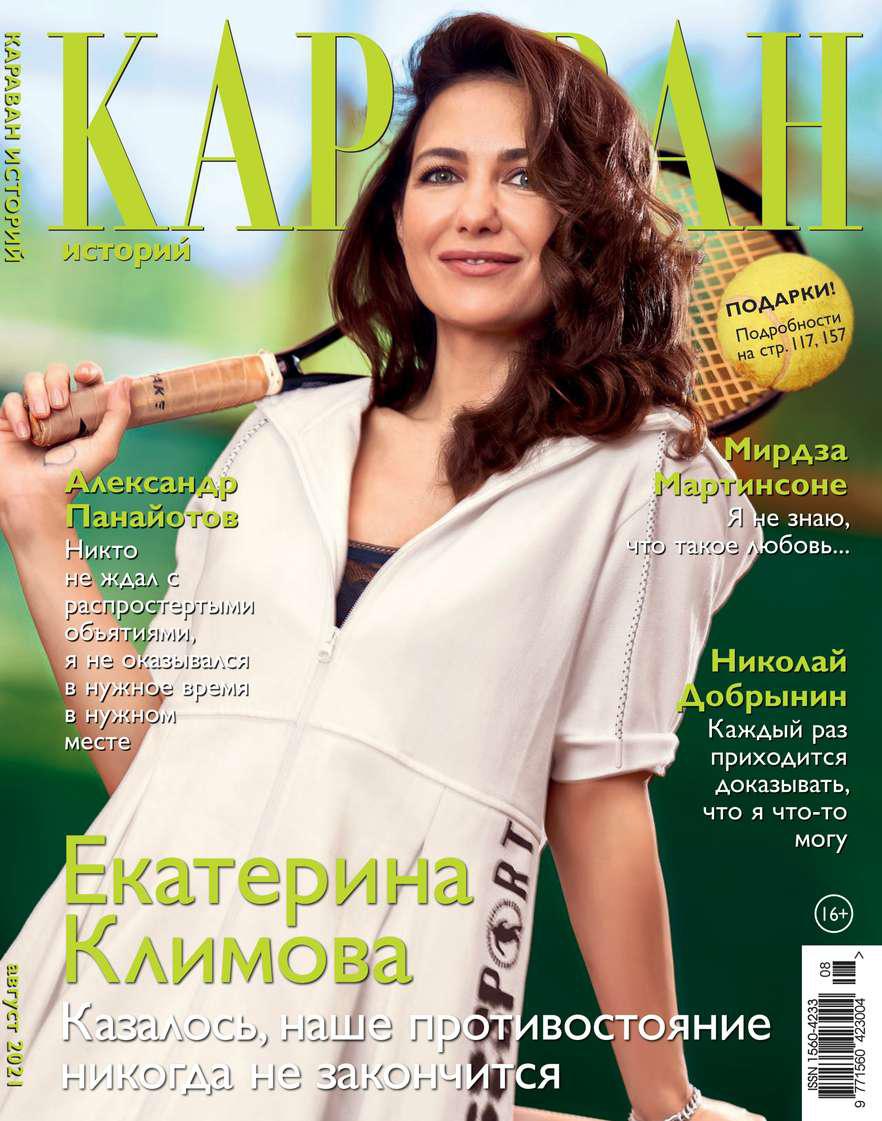 КАРАВАН
историй
КАРАВАН ИСТОРИЙ
ПОДАРКИ!
Подробности
на стр. 117, 157
Мирдза
Мартинсоне
Я не знаю,
что такое любовь...
Александр
Панайотов
Никто
не ждал с
распростертыми
объятиями,
я не оказывался
в нужное время
в нужном
месте
Николай
Добрынин
Каждый раз
приходится
доказывать,
что я что-то
могу
Екатерина
Климова
Казалось, наше противостояние
никогда не закончится
16+
август 2021
SPORT
08
ISSN 1560-4233
9 771560 423004 >